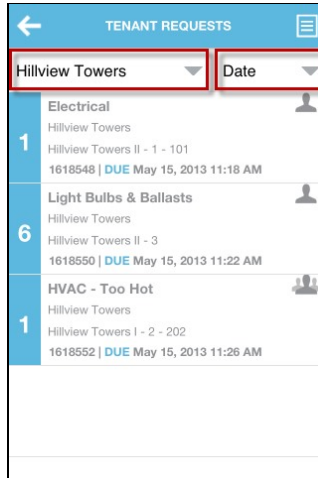 TENANT REQUESTS
Hillview Towers Date
Electrical
Hillview Towers
1
Hillview Towers II - 1 - 101
1618548 | DUE May 15, 2013 11:18 AM
Light Bulbs & Ballasts
Hillview Towers
6
Hillview Towers II - 3
1618550 | DUE May 15, 2013 11:22 AM
HVAC - Too Hot
Hillview Towers
1
Hillview Towers I - 2 - 202
1618552 | DUE May 15, 2013 11:26 AM